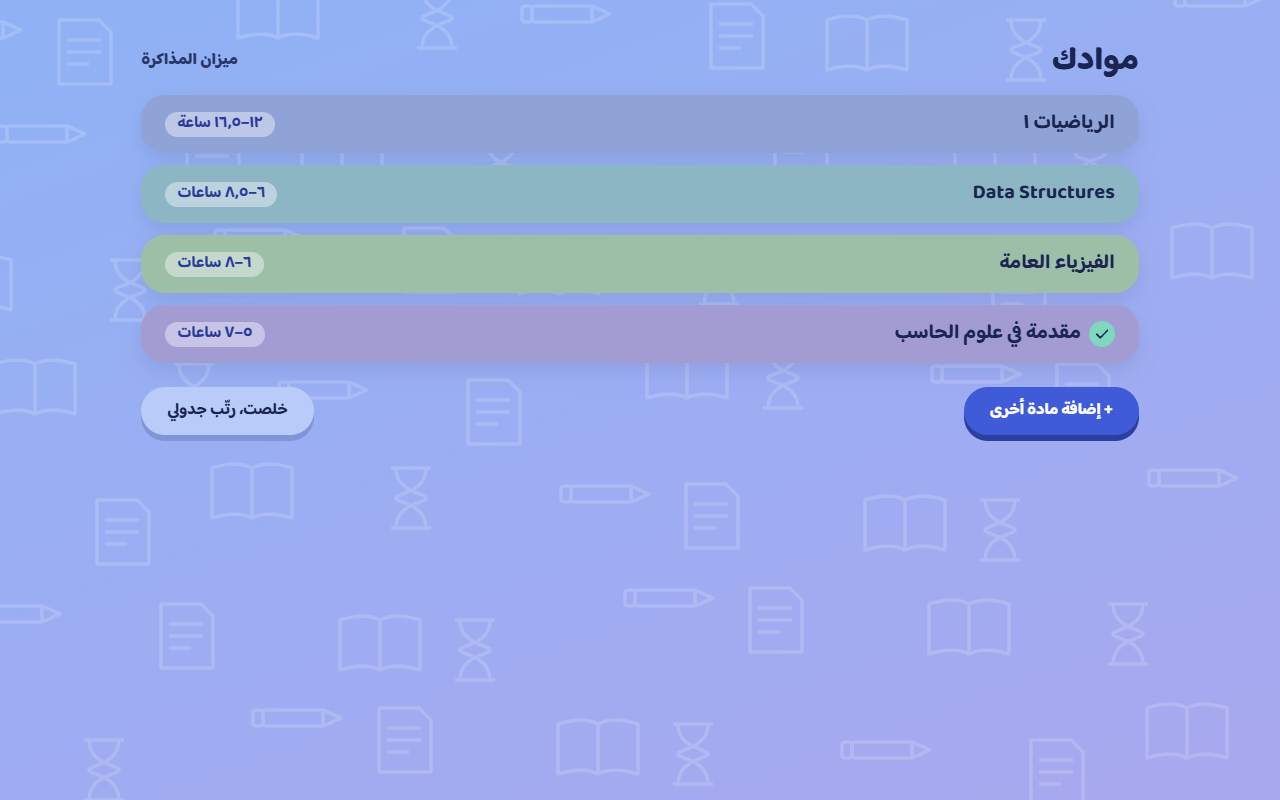 موادك
ميزان المذاكرة
الرياضيات ١
١٢–١٦,٥ ساعة
Data Structures
٦–٨,٥ ساعات
الفيزياء العامة
٦–٨ ساعات
مقدمة في علوم الحاسب
٥–٧ ساعات
+ إضافة مادة أخرى
خلصت، رتّب جدولي